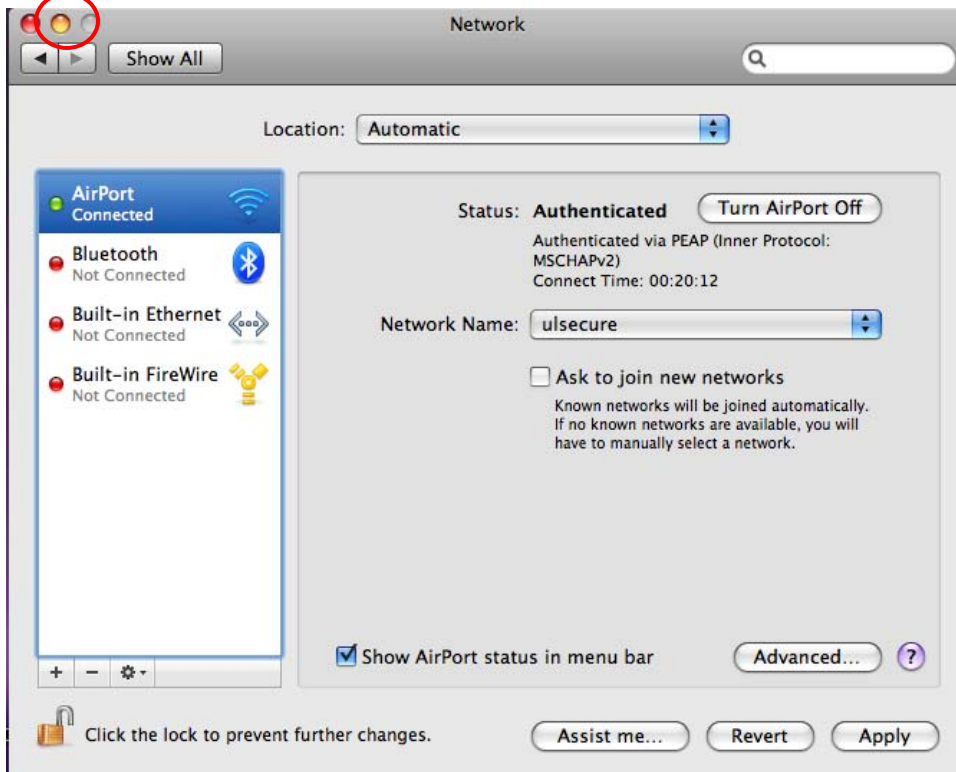 Network
Show All
Location: Automatic
AirPort
Connected
Bluetooth
Not Connected
Built-in Ethernet
Not Connected
Built-in FireWire
Not Connected
Status: Authenticated
Turn AirPort Off
Authenticated via PEAP (Inner Protocol:
MSCHAPv2)
Connect Time: 00:20:12
Network Name: ulsecure
Ask to join new networks
Known networks will be joined automatically.
If no known networks are available, you will
have to manually select a network.
Show AirPort status in menu bar
Advanced...
?
+ -
Click the lock to prevent further changes.
Assist me...
Revert
Apply